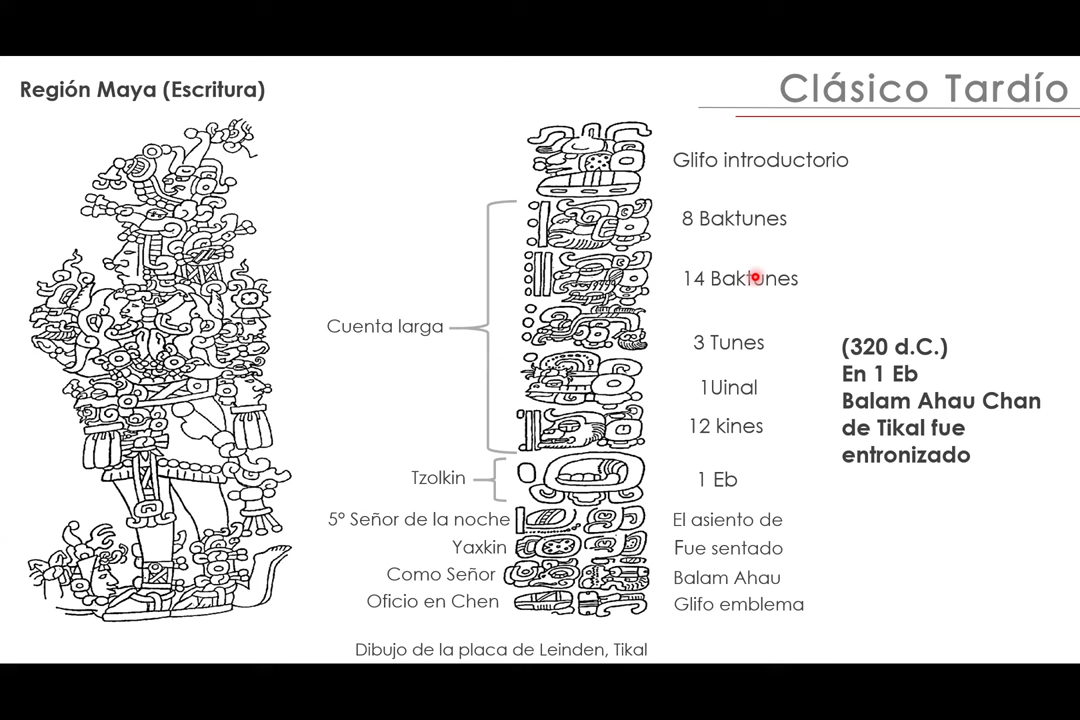 Región Maya (Escritura)
Clásico Tardío
Glifo introductorio
8 Baktunes
14 Baktunes
Cuenta larga
3 Tunes
1Uinal
12 kines
(320 d.C.)
En 1 Eb
Balam Ahau Chan
de Tikal fue
entronizado
Tzolkin
1 Eb
5° Señor de la noche
El asiento de
Yaxkin
Fue sentado
Como Señor
Balam Ahau
Oficio en Chen
Glifo emblema
Dibujo de la placa de Leinden, Tikal